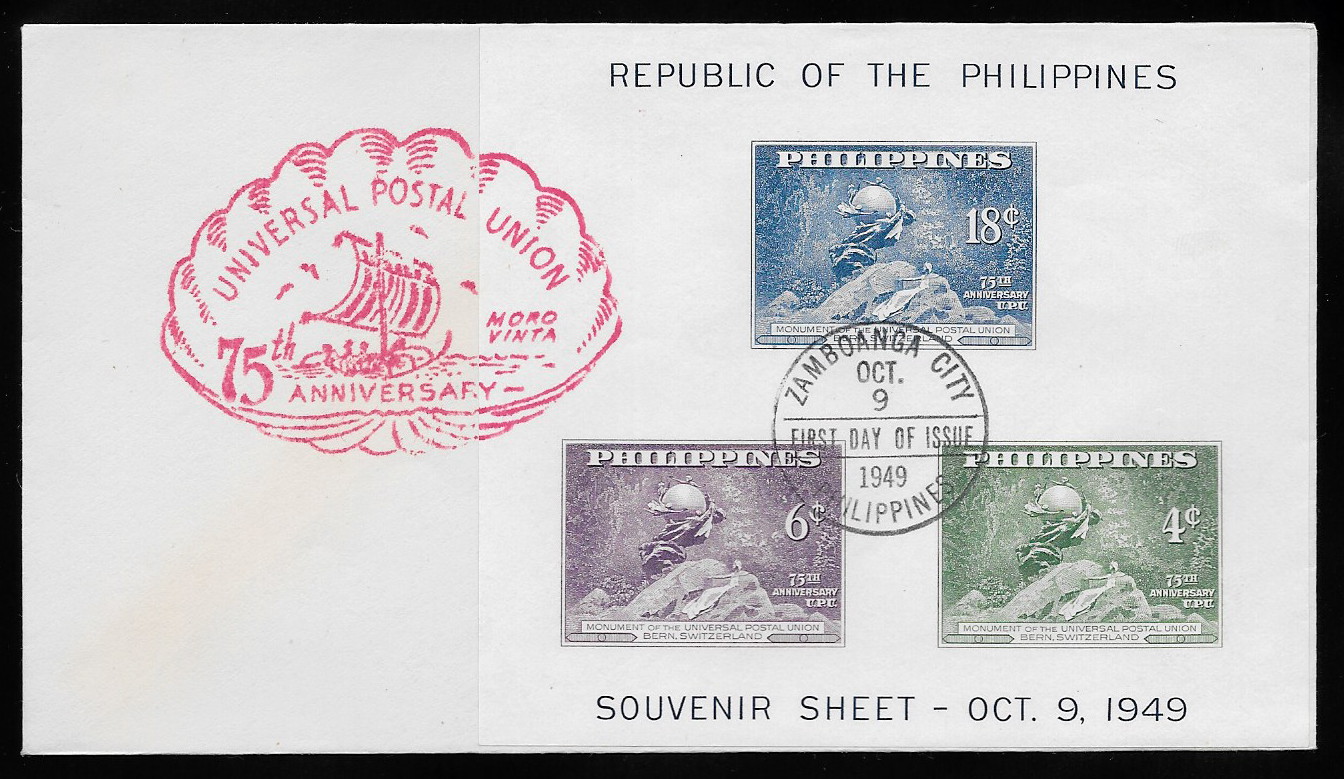 REPUBLIC OF THE PHILIPPINES
UNIVERSAL POSTAL UNION
MORO
VINTA
75th
ANNIVERSARY
PHILIPPINES
18¢
75TH
ANNIVERSARY
U.P.U.
MONUMENT OF THE UNIVERSAL POSTAL UNION
BERN, SWITZERLAND
ZAMBOANGA CITY
OCT.
9
FIRST DAY OF ISSUE
1949
PHILIPPINES
PHILIPPINES
6¢
75TH
ANNIVERSARY
U.P.U.
MONUMENT OF THE UNIVERSAL POSTAL UNION
BERN, SWITZERLAND
PHILIPPINES
4¢
75TH
ANNIVERSARY
U.P.U.
MONUMENT OF THE UNIVERSAL POSTAL UNION
BERN, SWITZERLAND
SOUVENIR SHEET - OCT. 9, 1949